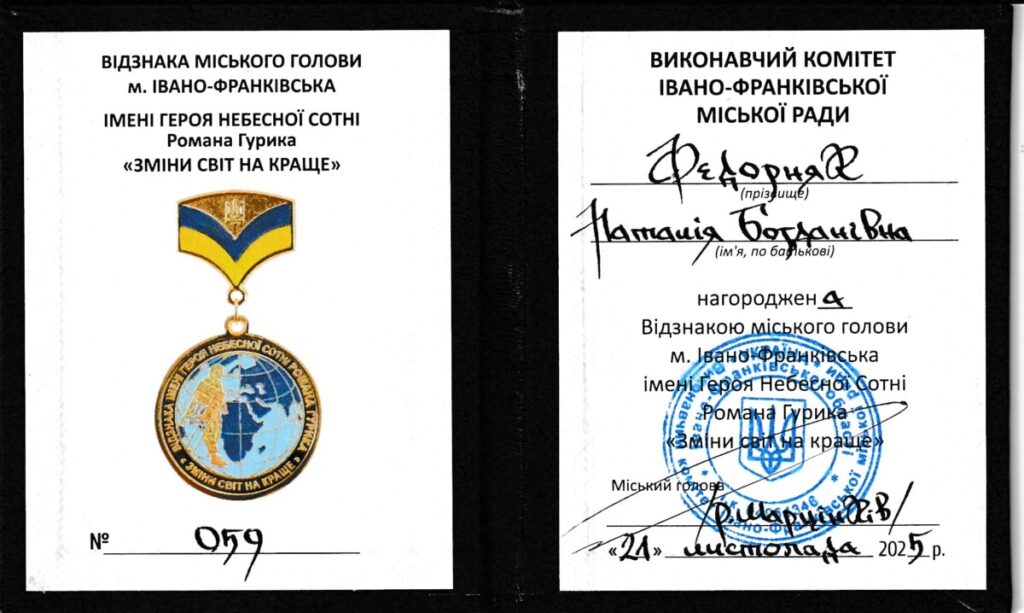 ВІДЗНАКА МІСЬКОГО ГОЛОВИ
м. ІВАНО-ФРАНКІВСЬКА
ІМЕНІ ГЕРОЯ НЕБЕСНОЇ СОТНІ
Романа Гурика
«ЗМІНИ СВІТ НА КРАЩЕ»
ВІДЗНАКА ІМЕНІ ГЕРОЯ НЕБЕСНОЇ СОТНІ РОМАНА ГУРИКА
« ЗМІНИ СВІТ НА КРАЩЕ »
№ 059
ВИКОНАВЧИЙ КОМІТЕТ
ІВАНО-ФРАНКІВСЬКОЇ
МІСЬКОЇ РАДИ
Федорняк
(прізвище)
Наталія Богданівна
(ім'я, по батькові)
нагороджен а
Відзнакою міського голови
м. Івано-Франківська
імені Героя Небесної Сотні
Романа Гурика
«Зміни світ на краще»
Міський голова
/Р.Марцінків/
«21» листопада 2025 р.